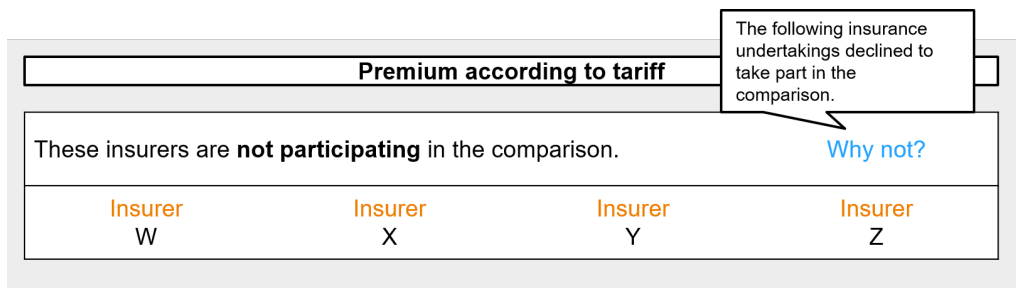 The following insurance
undertakings declined to
take part in the
comparison.
Premium according to tariff
These insurers are not participating in the comparison. Why not?
Insurer Insurer Insurer Insurer
W X Y Z